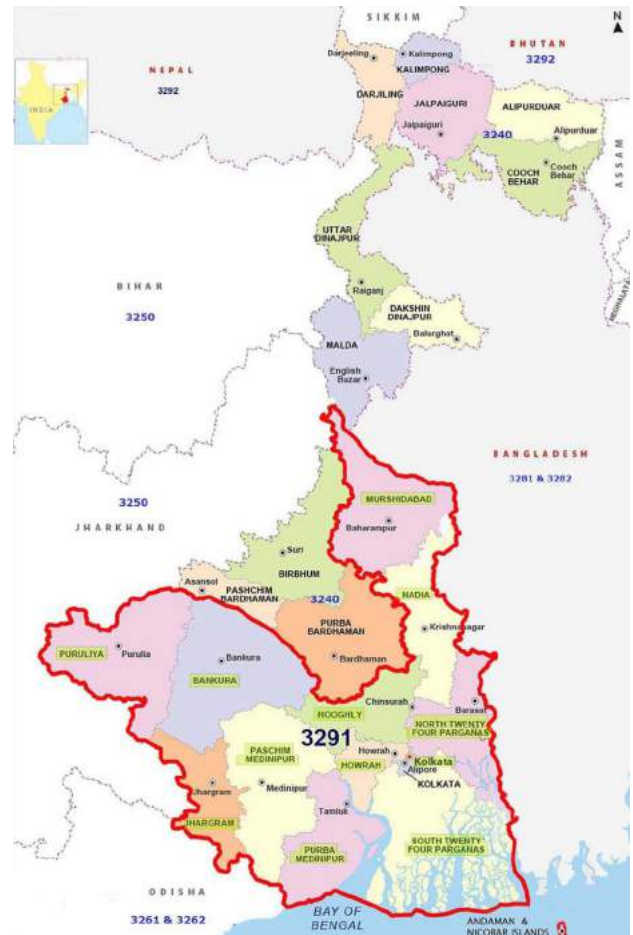 SIKKIM
N
Darjeeling
Kalimpong
KALIMPONG
BHUTAN
3292
NEPAL
3292
INDIA
DARJILING
JALPAIGURI
Jalpaiguri
ALIPURDUAR
3240
Alipurduar
COOCH
BEHAR
Cooch
Behar
ASSAM
UTTAR
DINAJPUR
BIHAR
3250
Raiganj
DAKSHIN
DINAJPUR
Balurghat
MEGHALAYA
MALDA
English
Bazar
BANGLADESH
3281 & 3282
3250
JHARKHAND
MURSHIDABAD
Baharampur
Suri
BIRBHUM
Asansol
PASHCHIM
BARDHAMAN
3240
NADIA
PURBA
BARDHAMAN
Krishnanagar
PURULIYA
Purulia
Bankura
BANKURA
Bardhaman
Chinsurah
HOOGHLY
Barasat
NORTH TWENTY
FOUR PARGANAS
3291
PASCHIM
MEDINIPUR
Howrah
HOWRAH
Kolkata
Alipore
KOLKATA
Jhargram
JHARGRAM
Medinipur
Tamluk
PURBA
MEDINIPUR
SOUTH TWENTY
FOUR PARGANAS
ODISHA
3261 & 3262
BAY OF
BENGAL
ANDAMAN &
NICOBAR ISLANDS